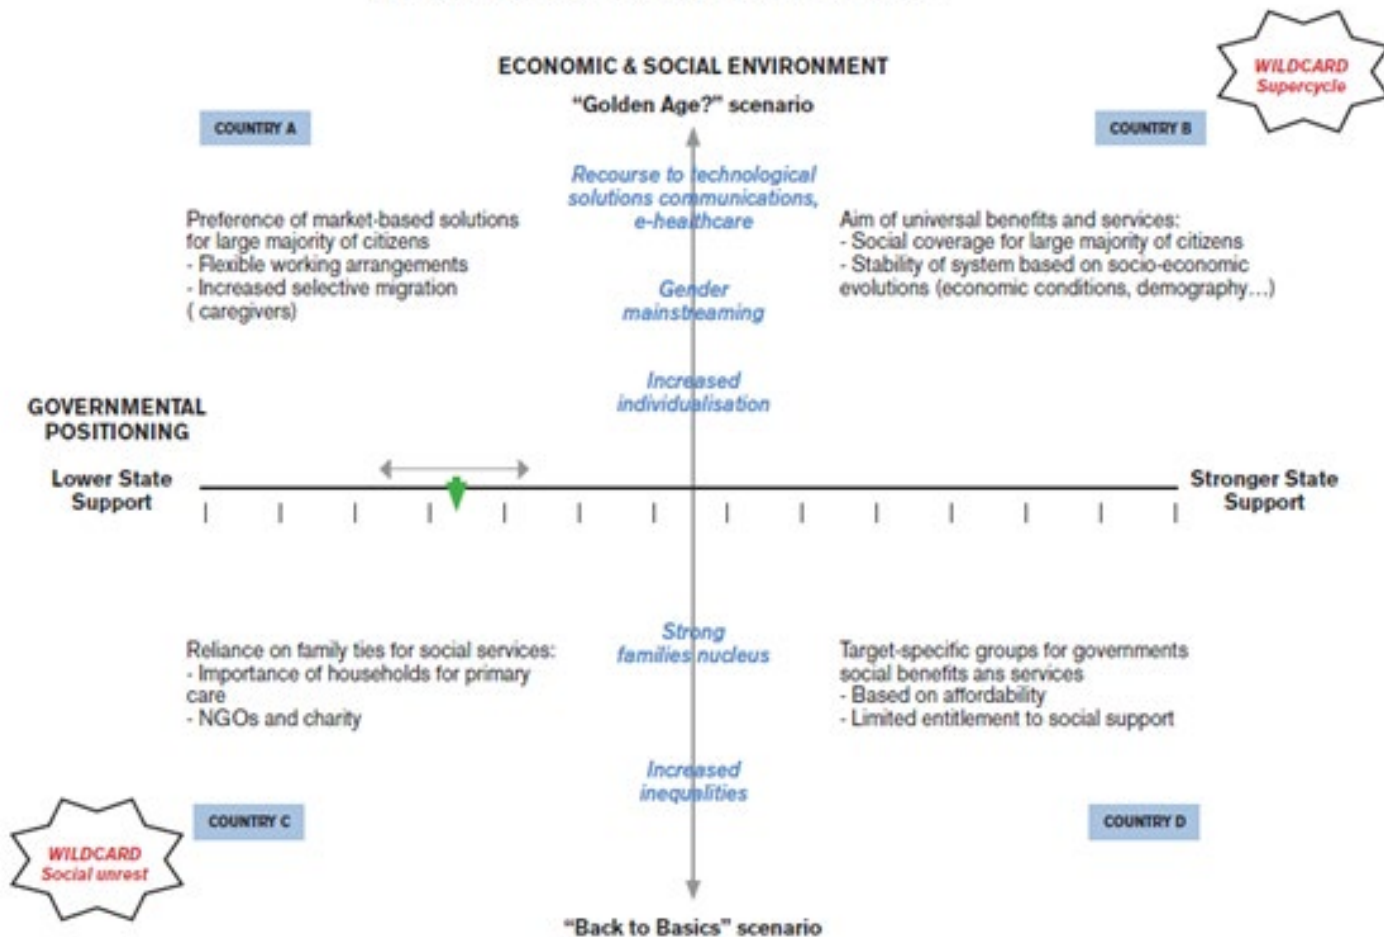 ECONOMIC & SOCIAL ENVIRONMENT
“Golden Age?” scenario
WILDCARD
Supercycle
COUNTRY A
COUNTRY B
Recourse to technological
solutions communications,
e-healthcare
Preference of market-based solutions
for large majority of citizens
- Flexible working arrangements
- Increased selective migration
( caregivers)
Aim of universal benefits and services:
- Social coverage for large majority of citizens
- Stability of system based on socio-economic
evolutions (economic conditions, demography...)
Gender
mainstreaming
Increased
individualisation
GOVERNMENTAL
POSITIONING
Lower State
Support
Stronger State
Support
Reliance on family ties for social services:
- Importance of households for primary
care
- NGOs and charity
Strong
families nucleus
Target-specific groups for governments
social benefits ans services
- Based on affordability
- Limited entitlement to social support
Increased
inequalities
COUNTRY C
COUNTRY D
WILDCARD
Social unrest
“Back to Basics” scenario